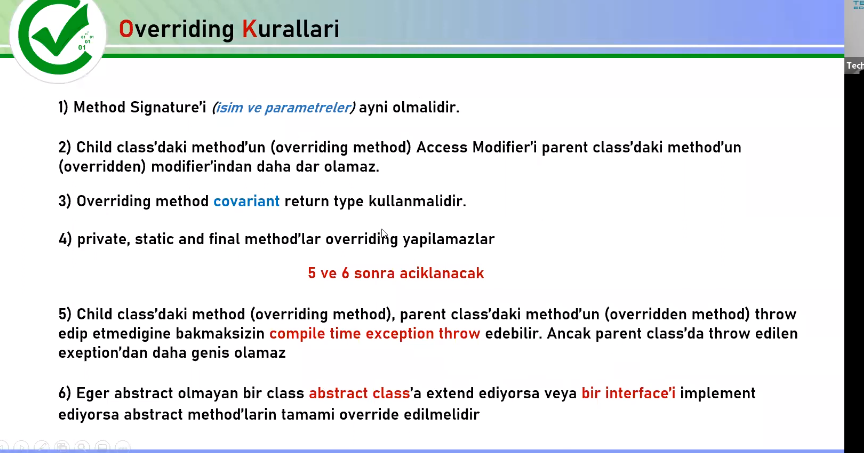 Overriding Kurallari
TE
Tech
01
01
1) Method Signature'i (isim ve parametreler) ayni olmalidir.
2) Child class'daki method'un (overriding method) Access Modifier'i parent class'daki method'un
(overridden) modifier'indan daha dar olamaz.
3) Overriding method covariant return type kullanmalidir.
4) private, static and final method'lar overriding yapilamazlar
5 ve 6 sonra aciklanacak
5) Child class'daki method (overriding method), parent class'daki method'un (overridden method) throw
edip etmedigine bakmaksizin compile time exception throw edebilir. Ancak parent class'da throw edilen
exeption'dan daha genis olamaz
6) Eger abstract olmayan bir class abstract class'a extend ediyorsa veya bir interface'i implement
ediyorsa abstract method'larin tamami override edilmelidir